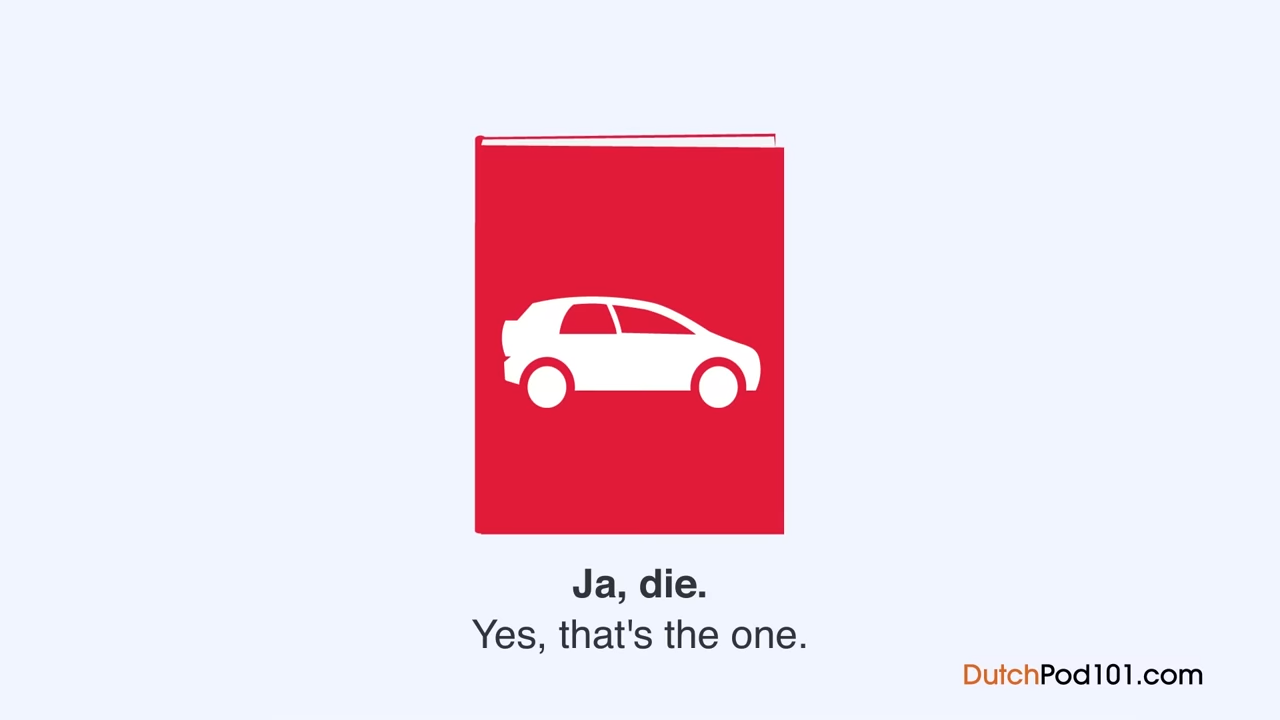 Ja, die.
Yes, that's the one.
DutchPod101.com